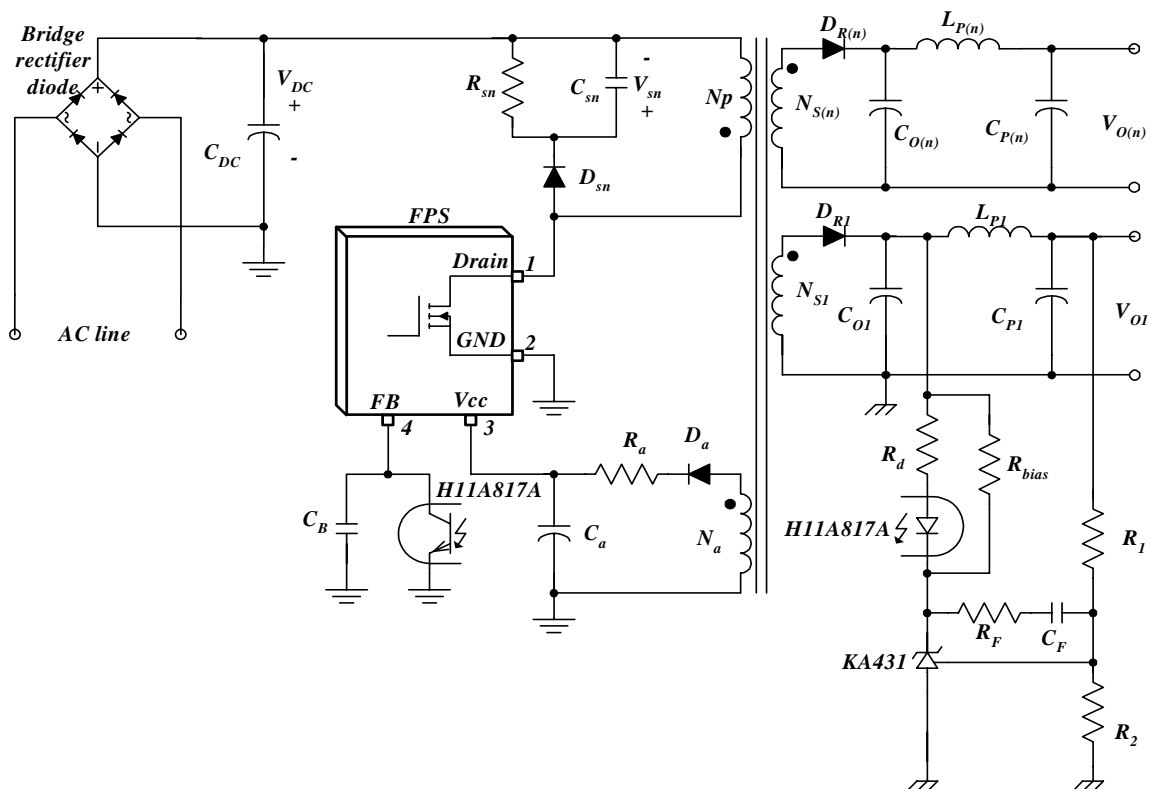 Bridge
rectifier
diode
V_DC
+
-
C_DC
AC line
R_sn
C_sn
-
V_sn
+
D_sn
Np
FPS
Drain
1
GND
2
FB
Vcc
4
3
C_B
H11A817A
R_a
D_a
C_a
N_a
D_R(n)
L_P(n)
N_S(n)
C_O(n)
C_P(n)
V_O(n)
D_R1
L_P1
N_S1
C_O1
C_P1
V_O1
R_d
R_bias
H11A817A
R_1
R_F
C_F
KA431
R_2